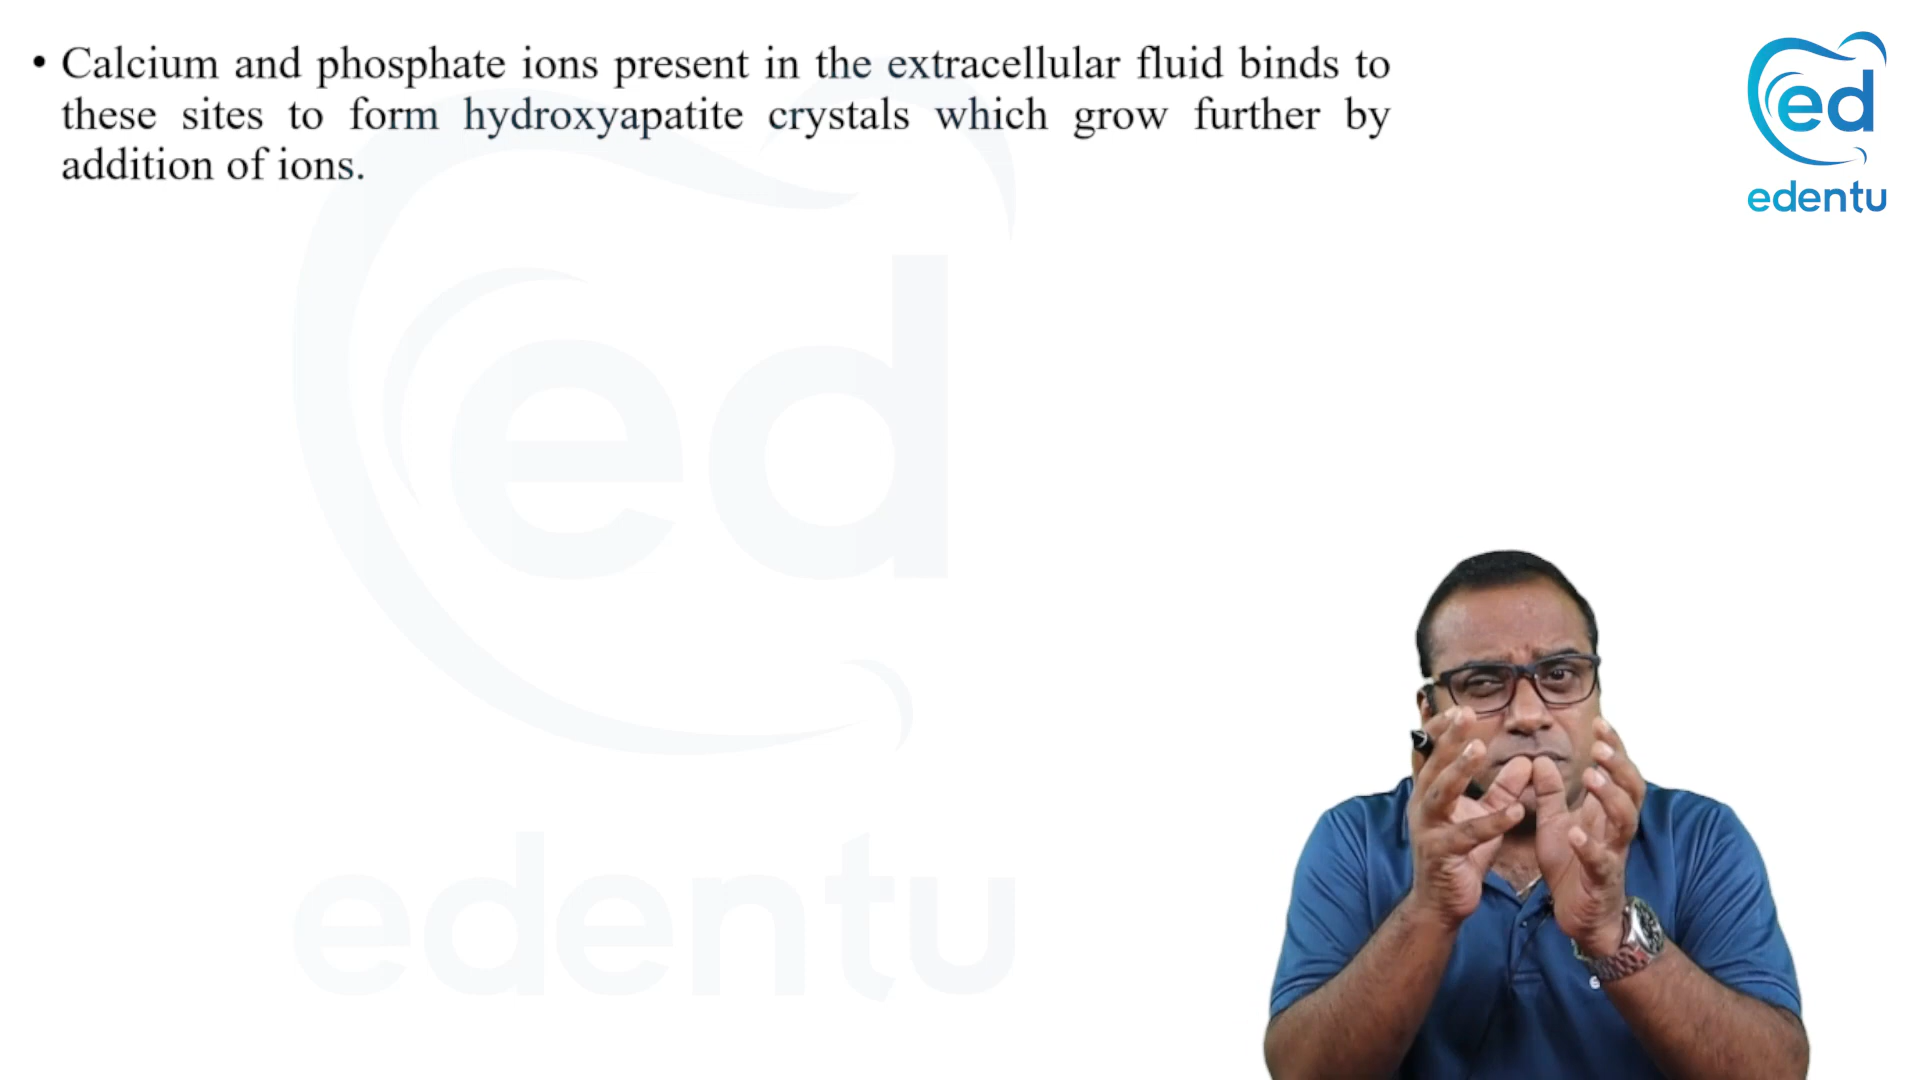 • Calcium and phosphate ions present in the extracellular fluid binds to
these sites to form hydroxyapatite crystals which grow further by
addition of ions.
ed
edentu
ed
edentu